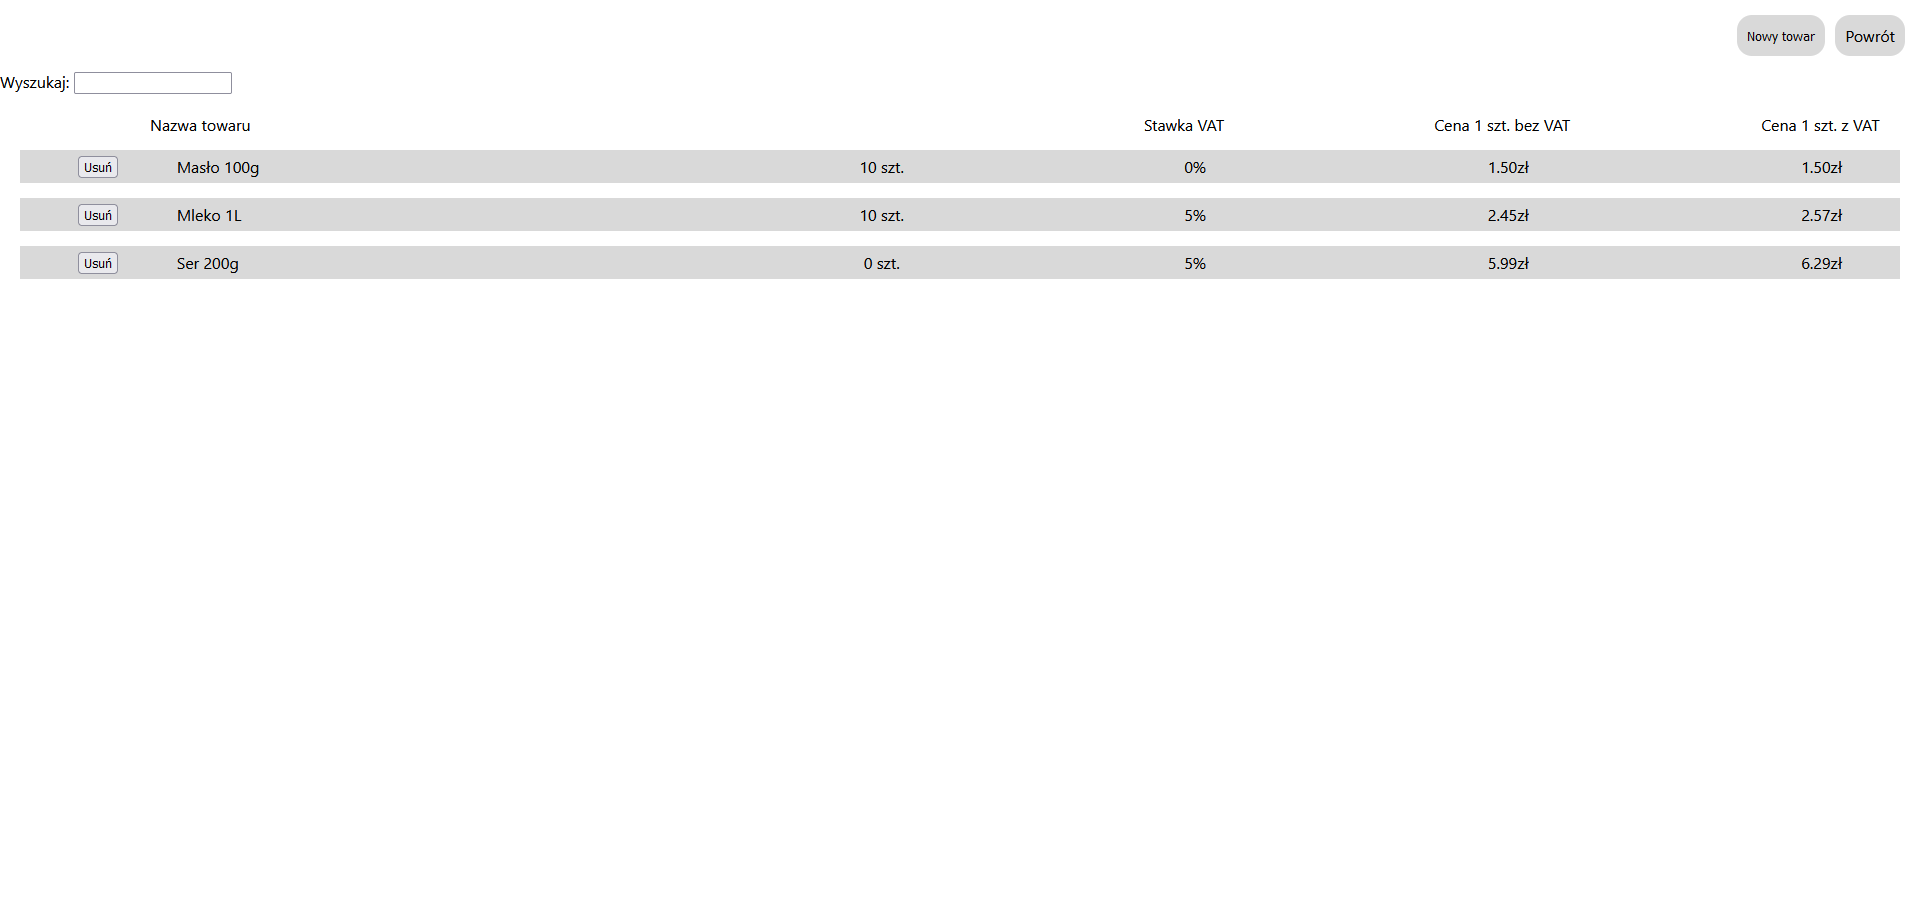 Nowy towar Powrót
Wyszukaj:
Nazwa towaru Stawka VAT Cena 1 szt. bez VAT Cena 1 szt. z VAT
Usuń Masło 100g 10 szt. 0% 1.50zł 1.50zł
Usuń Mleko 1L 10 szt. 5% 2.45zł 2.57zł
Usuń Ser 200g 0 szt. 5% 5.99zł 6.29zł